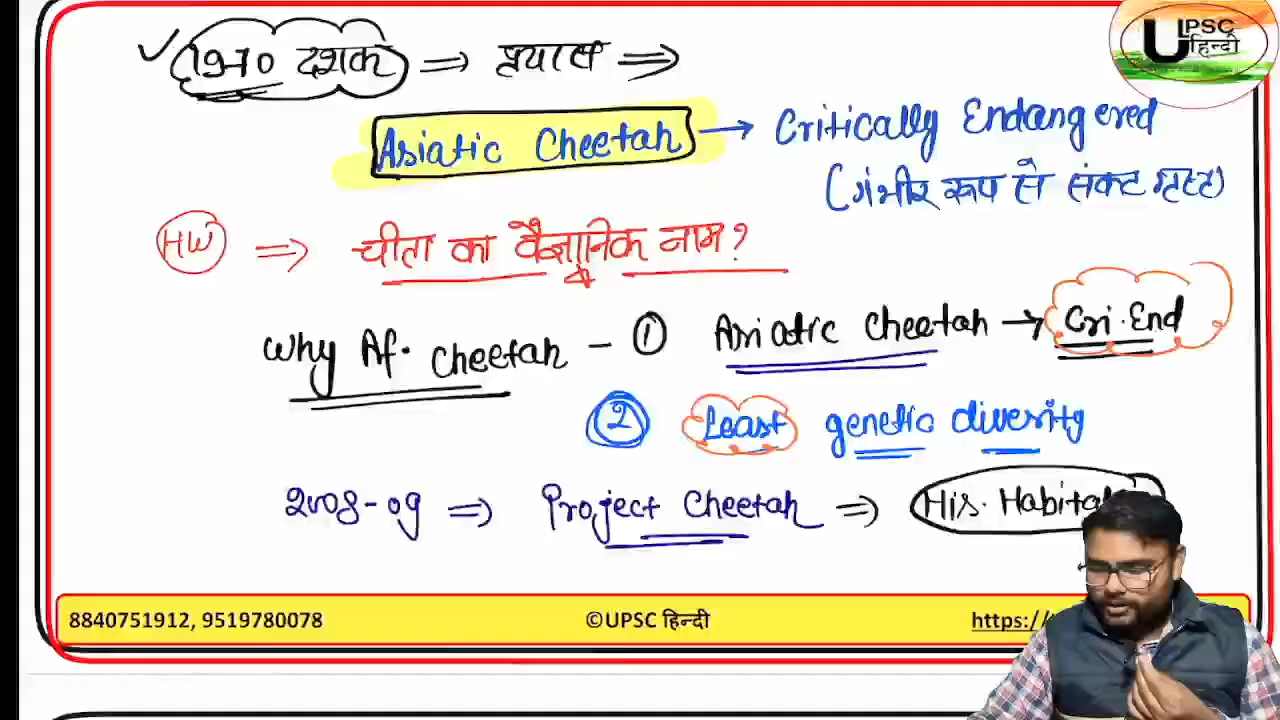 UPSC
हिन्दी
1970 दशक ⇒ प्रयास ⇒
Asiatic Cheetah → Critically Endangered
(गंभीर रूप से संकट ग्रस्त)
HW ⇒ चीता का वैज्ञानिक नाम?
Why Af. Cheetah - ① Asiatic Cheetah → Cri. End
② Least genetic diversity
2008-09 ⇒ Project Cheetah ⇒ His. Habita
8840751912, 9519780078 ©UPSC हिन्दी https://